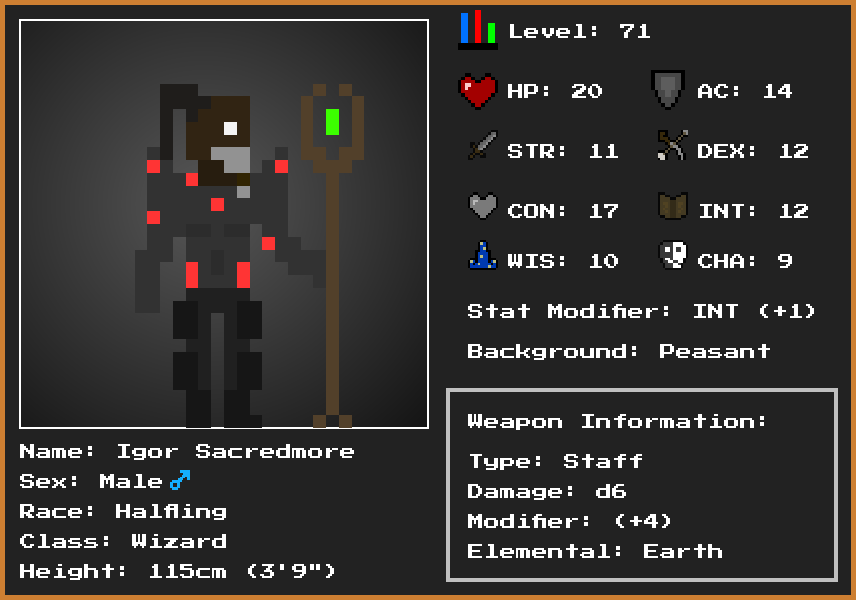 Level: 71
HP: 20 AC: 14
STR: 11 DEX: 12
CON: 17 INT: 12
WIS: 10 CHA: 9
Stat Modifier: INT (+1)
Background: Peasant
Weapon Information:
Type: Staff
Damage: d6
Modifier: (+4)
Elemental: Earth
Name: Igor Sacredmore
Sex: Male ♂
Race: Halfling
Class: Wizard
Height: 115cm (3'9")